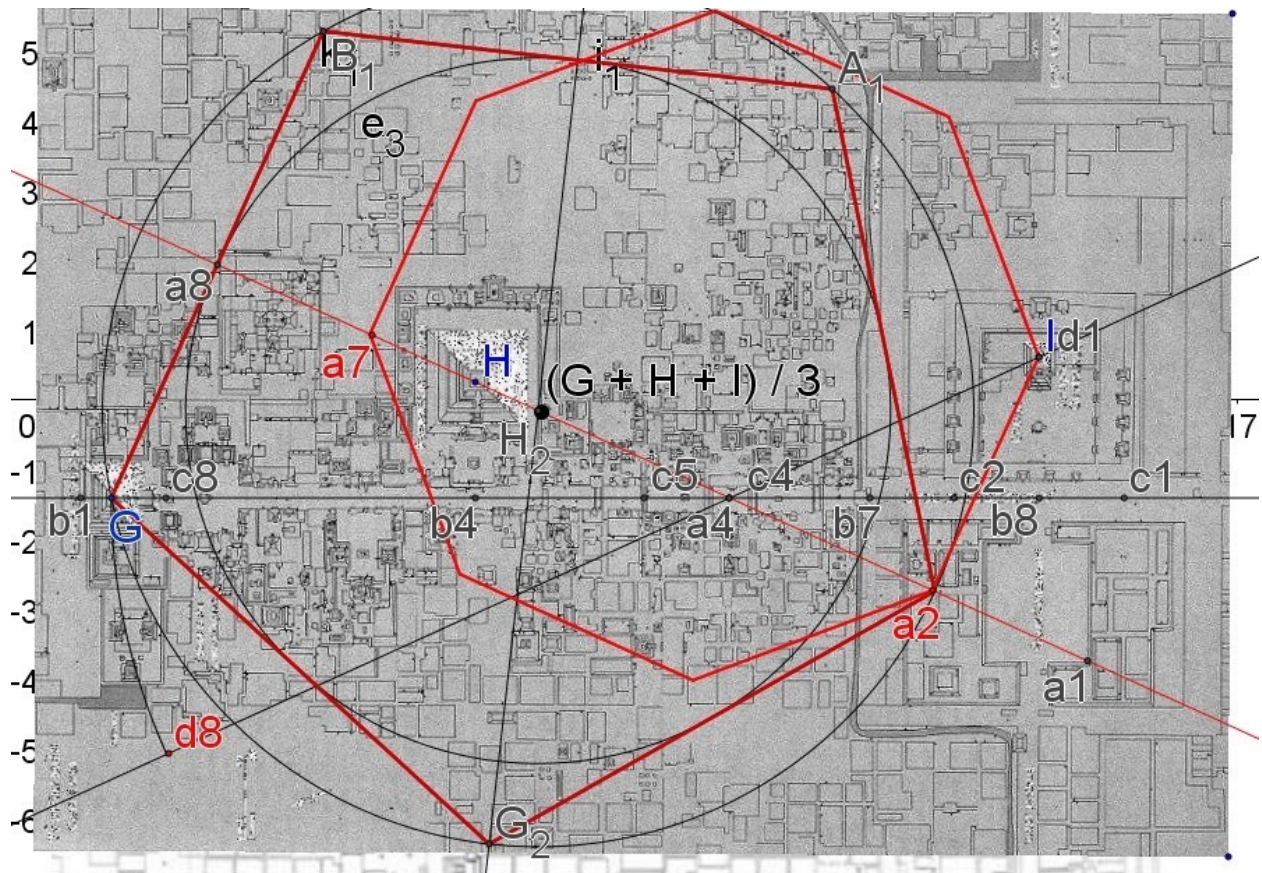 5
B₁
i₁
A₁
e₃
4
3
2
a8
1
a7
H
Id1
(G + H + I) / 3
0
H₂
17
-1
b1
c8
c5
c4
c2
c1
G
b4
a4
b7
b8
-2
-3
a2
-4
a1
d8
-5
G₂
-6